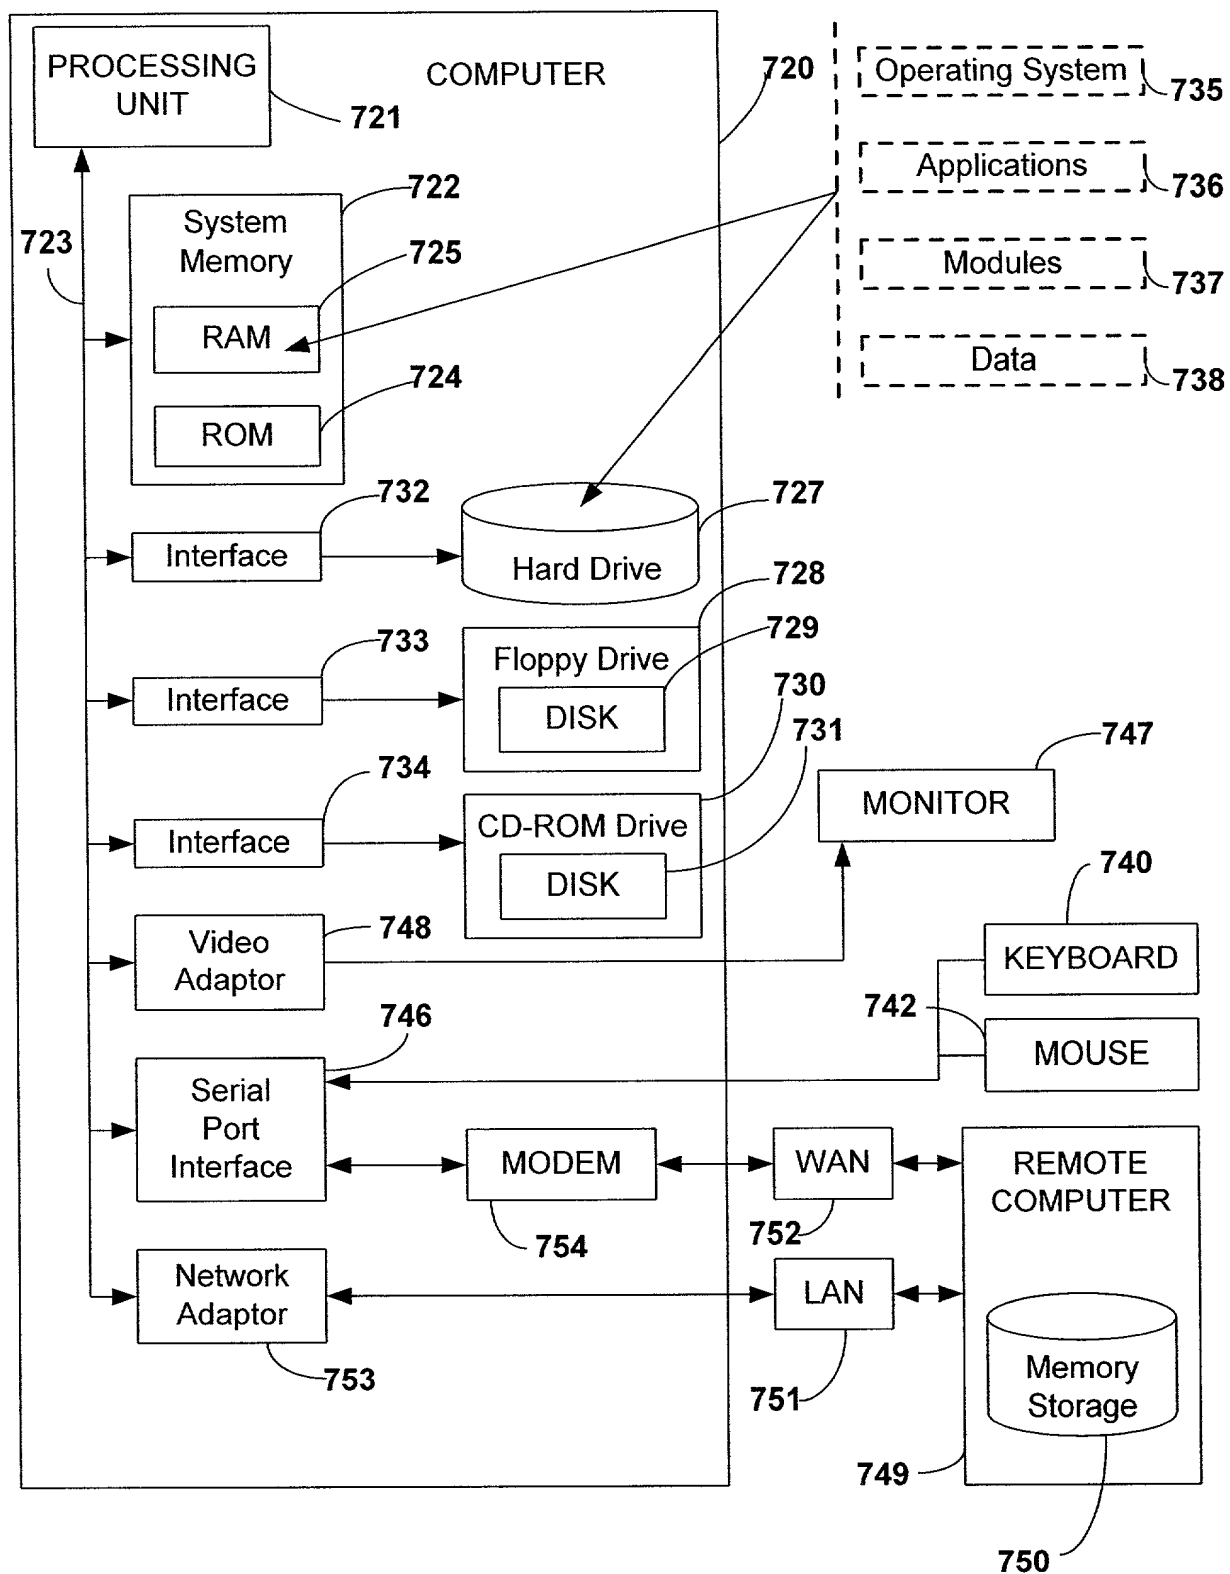 PROCESSING
UNIT
721
COMPUTER
720
Operating System
735
Applications
736
Modules
737
Data
738
722
723
System
Memory
725
RAM
724
ROM
732
Interface
727
Hard Drive
728
733
729
Interface
Floppy Drive
DISK
730
731
734
Interface
CD-ROM Drive
DISK
747
MONITOR
740
KEYBOARD
748
Video
Adaptor
742
MOUSE
746
Serial
Port
Interface
MODEM
754
WAN
752
REMOTE
COMPUTER
Network
Adaptor
753
LAN
751
Memory
Storage
749
750